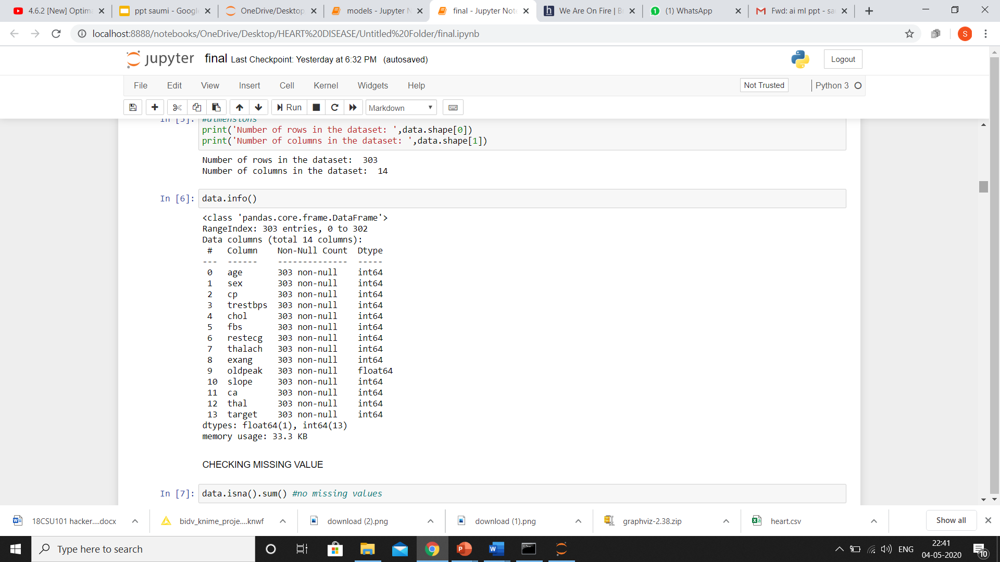 4.6.2 [New] Optima
ppt saumi - Google
OneDrive/Desktop
models - Jupyter N
final - Jupyter Note
We Are On Fire | B
(1) WhatsApp
Fwd: ai ml ppt - sa
localhost:8888/notebooks/OneDrive/Desktop/HEART%20DISEASE/Untitled%20Folder/final.ipynb
S
jupyter final Last Checkpoint: Yesterday at 6:32 PM (autosaved)
Logout
File Edit View Insert Cell Kernel Widgets Help
Not Trusted
Python 3
Run
Markdown
In [5]: #dimensions
print('Number of rows in the dataset: ',data.shape[0])
print('Number of columns in the dataset: ',data.shape[1])
Number of rows in the dataset:  303
Number of columns in the dataset:  14
In [6]: data.info()
<class 'pandas.core.frame.DataFrame'>
RangeIndex: 303 entries, 0 to 302
Data columns (total 14 columns):
 #   Column    Non-Null Count  Dtype
---  ------    --------------  -----
 0   age       303 non-null    int64
 1   sex       303 non-null    int64
 2   cp        303 non-null    int64
 3   trestbps  303 non-null    int64
 4   chol      303 non-null    int64
 5   fbs       303 non-null    int64
 6   restecg   303 non-null    int64
 7   thalach   303 non-null    int64
 8   exang     303 non-null    int64
 9   oldpeak   303 non-null    float64
 10  slope     303 non-null    int64
 11  ca        303 non-null    int64
 12  thal      303 non-null    int64
 13  target    303 non-null    int64
dtypes: float64(1), int64(13)
memory usage: 33.3 KB
CHECKING MISSING VALUE
In [7]: data.isna().sum() #no missing values
18CSU101 hacker....docx
bidv_knime_proje....knwf
download (2).png
download (1).png
graphviz-2.38.zip
heart.csv
Show all
Type here to search
ENG
22:41
04-05-2020
10